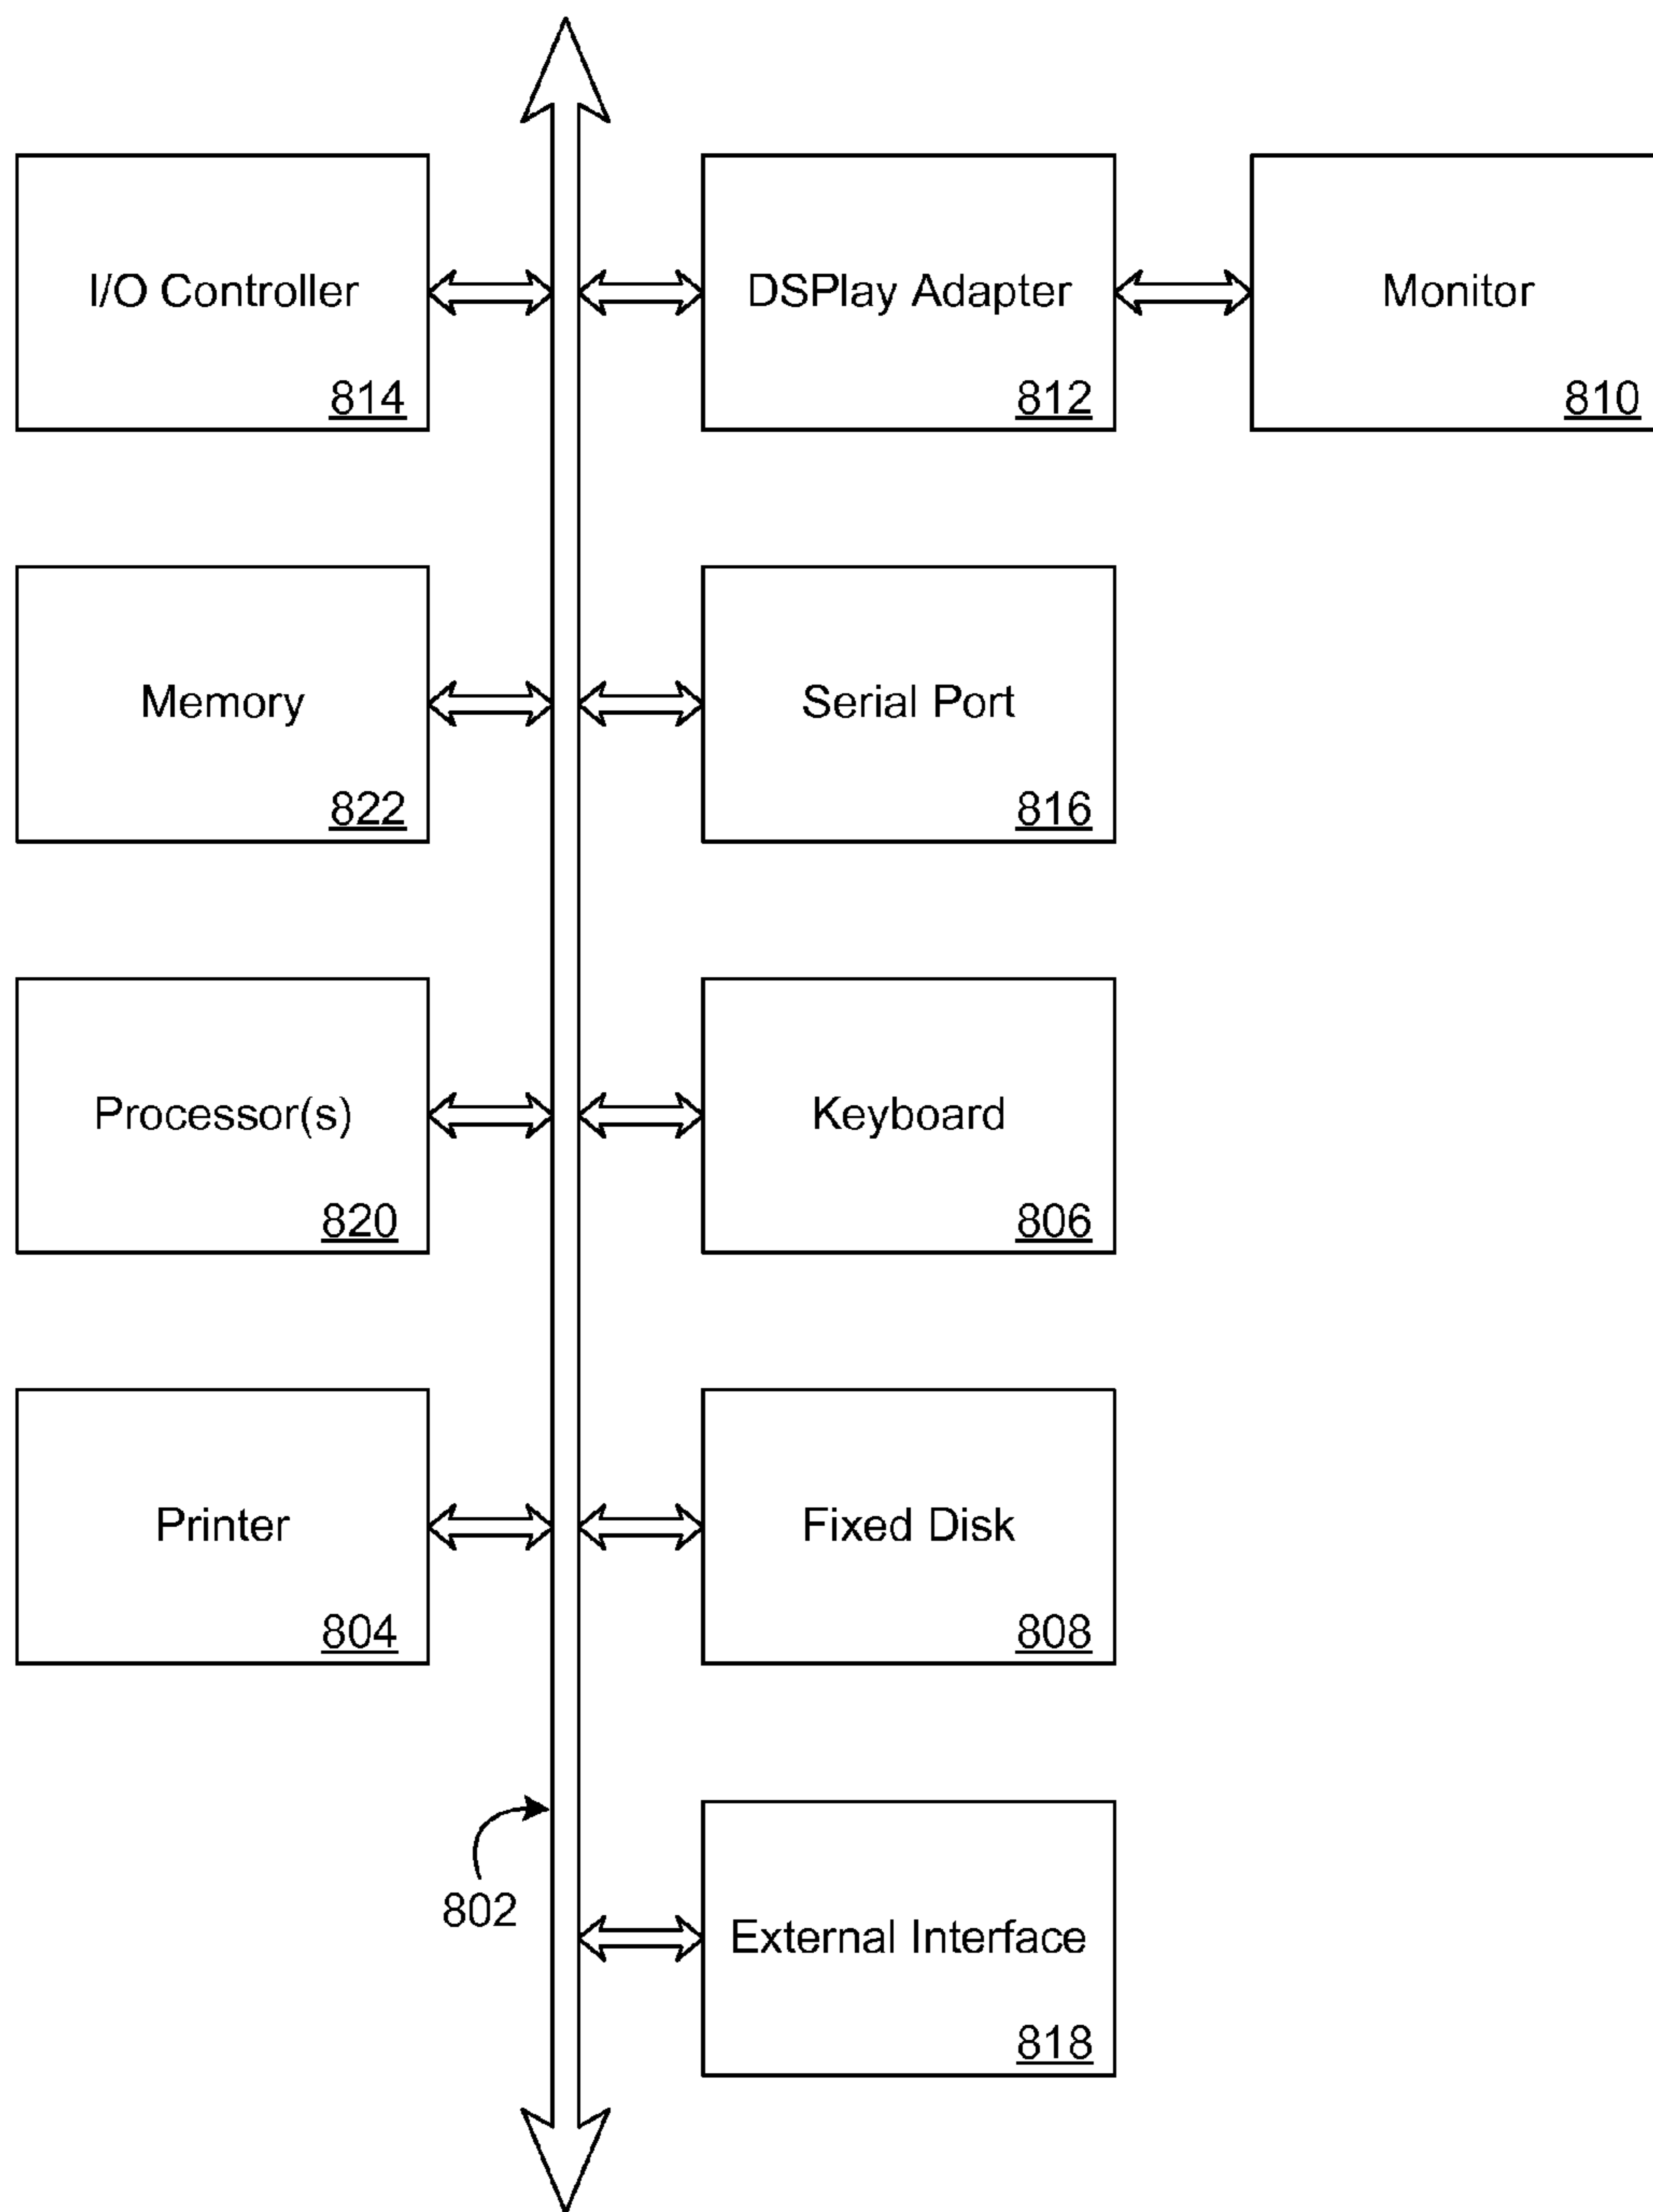 I/O Controller
814
DSPlay Adapter
812
Monitor
810
Memory
822
Serial Port
816
Processor(s)
820
Keyboard
806
Printer
804
Fixed Disk
808
802
External Interface
818